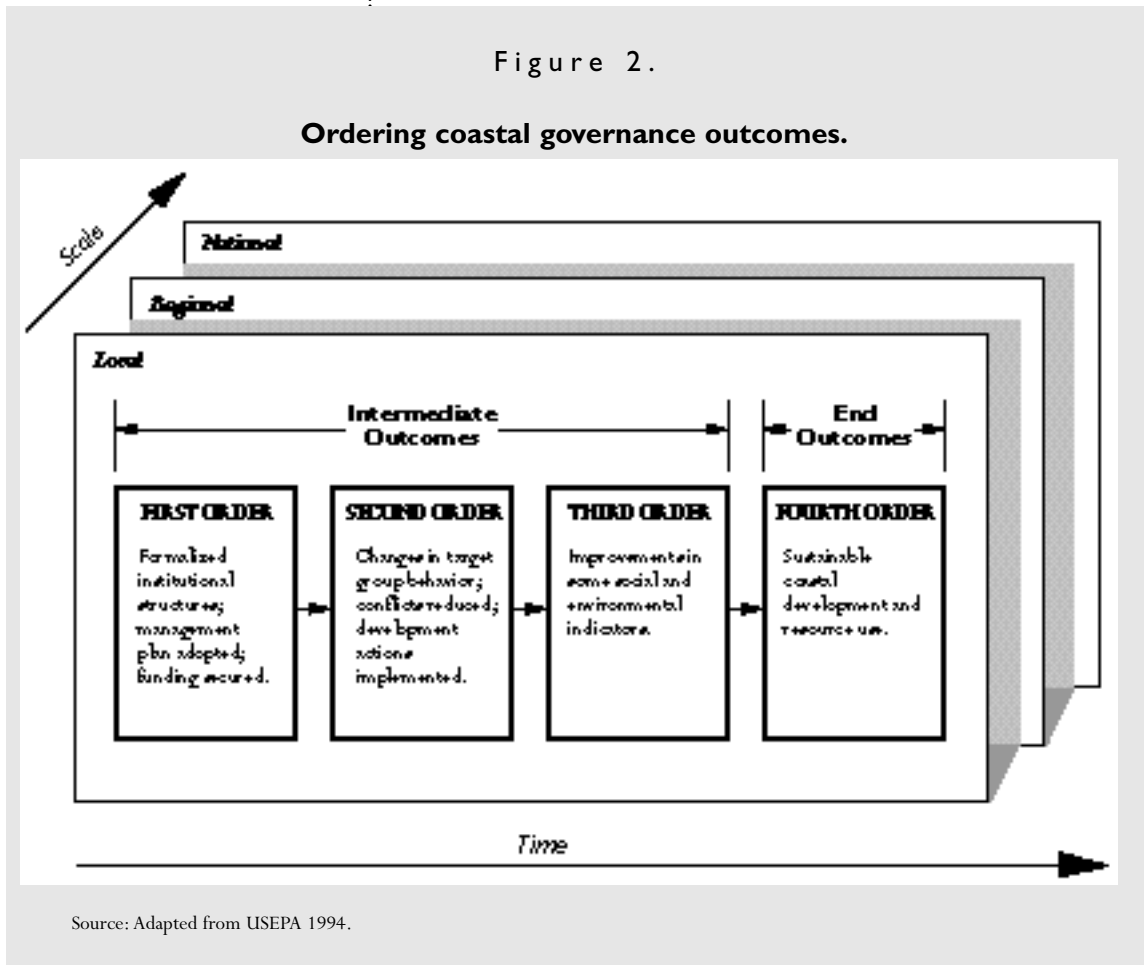 Figure 2.
Ordering coastal governance outcomes.
Scale
National
Regional
Local
Intermediate
Outcomes
End
Outcomes
FIRST ORDER
Formalized
institutional
structures;
management
plan adopted;
funding secured.
SECOND ORDER
Changes in target
group behavior;
conflicts reduced;
development
actions
implemented.
THIRD ORDER
Improvements in
some social and
environmental
indicators.
FOURTH ORDER
Sustainable
coastal
development and
resource use.
Time
Source: Adapted from USEPA 1994.